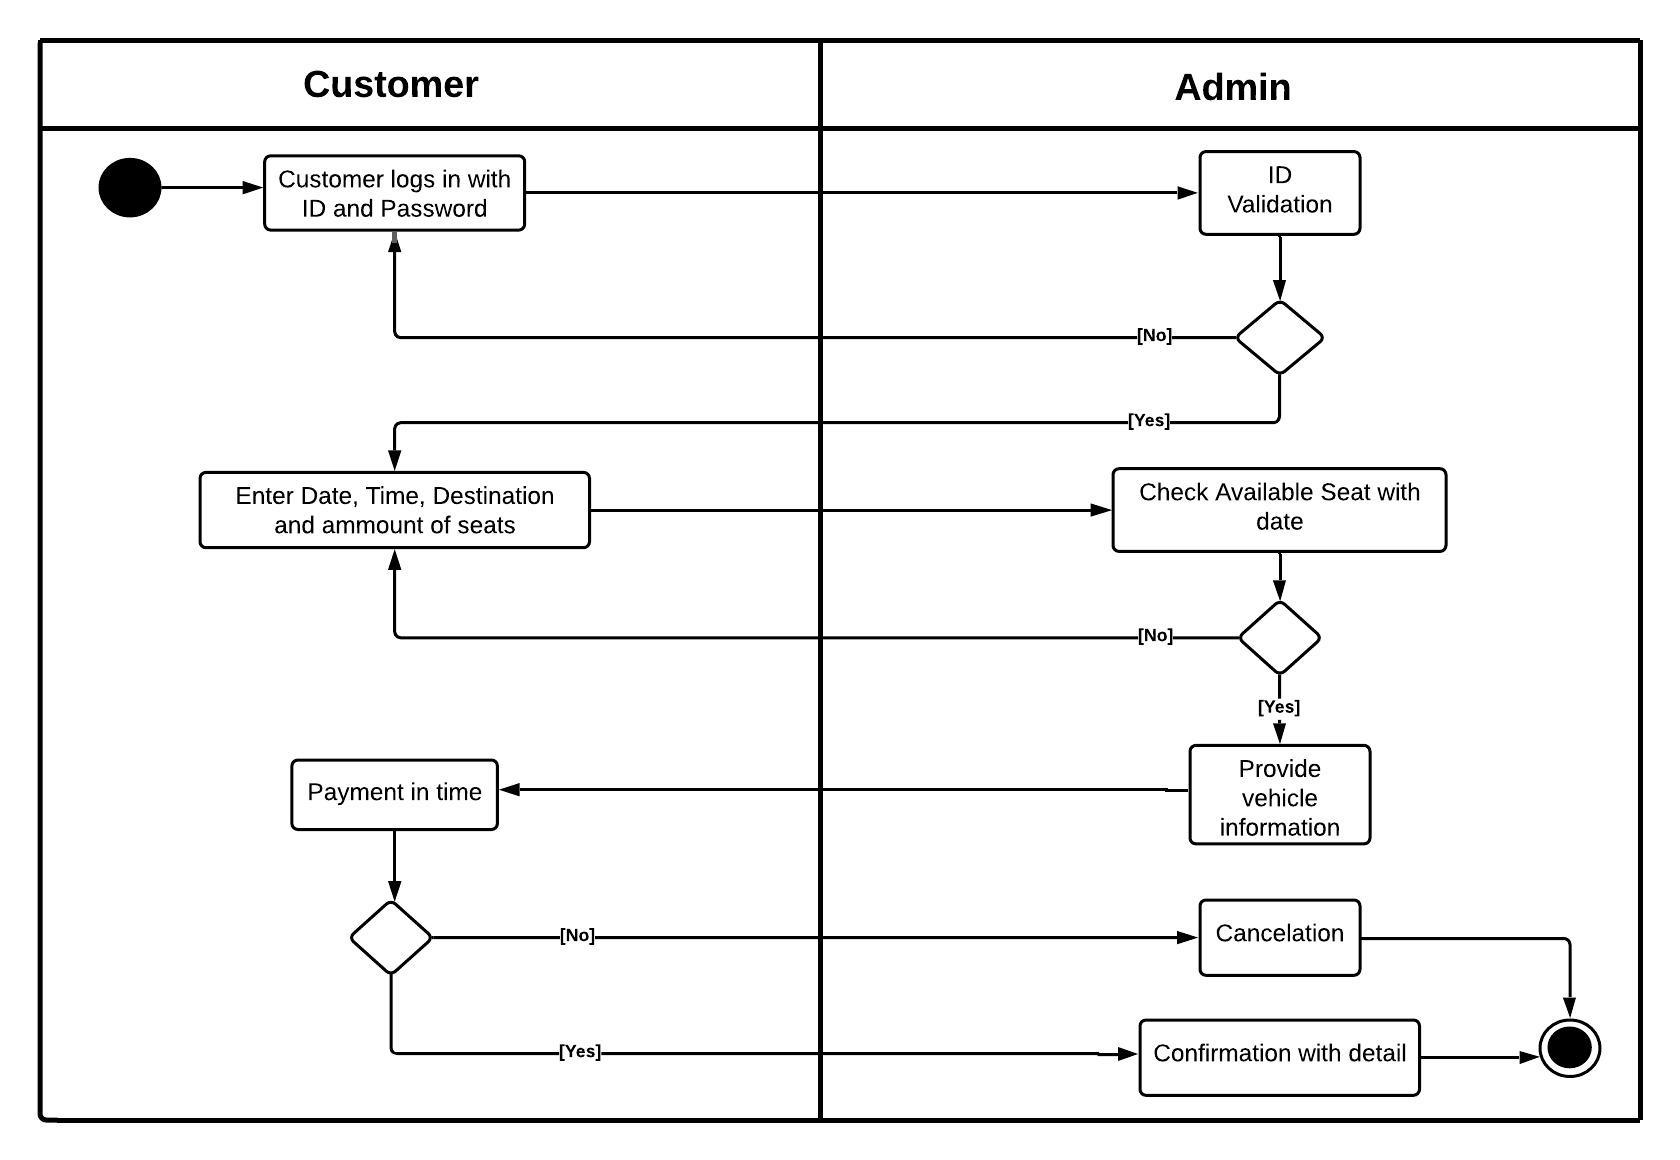 Customer
Admin
Customer logs in with
ID and Password
ID
Validation
[No]
[Yes]
Enter Date, Time, Destination
and ammount of seats
Check Available Seat with
date
[No]
[Yes]
Payment in time
Provide
vehicle
information
[No]
Cancelation
[Yes]
Confirmation with detail